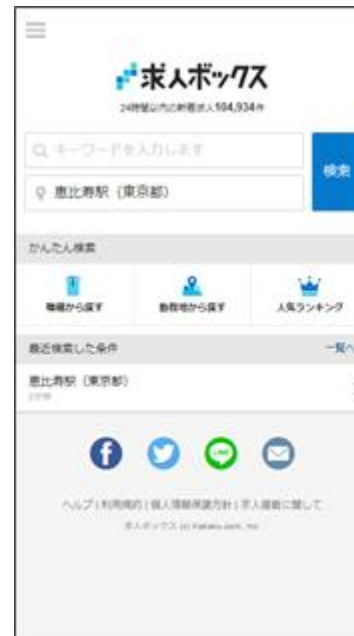 求人ボックス
24時間以内の新着求人104,934件
キーワードを入力します
検索
恵比寿駅（東京都）
かんたん検索
職種から探す
勤務地から探す
人気ランキング
最近検索した条件
一覧へ
恵比寿駅（東京都）
LINE
ヘルプ | 利用規約 | 個人情報保護方針 | 求人掲載に関して
求人ボックス (c) Kakaku.com, Inc.